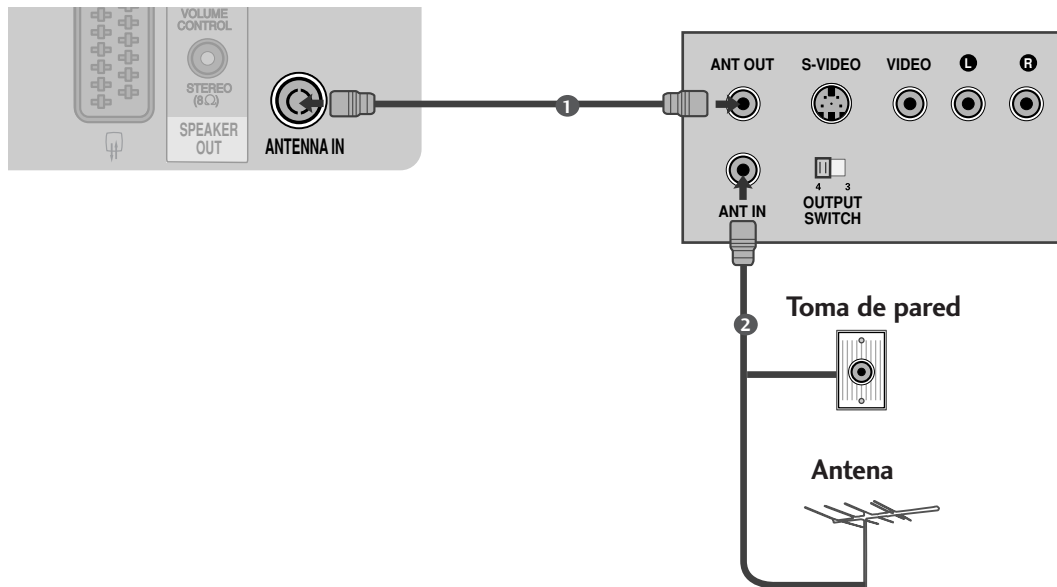 VOLUME
CONTROL
STEREO
(8Ω)
SPEAKER
OUT
ANTENNA IN
1
ANT OUT
S-VIDEO
VIDEO
L
R
ANT IN
4 3
OUTPUT
SWITCH
2
Toma de pared
Antena